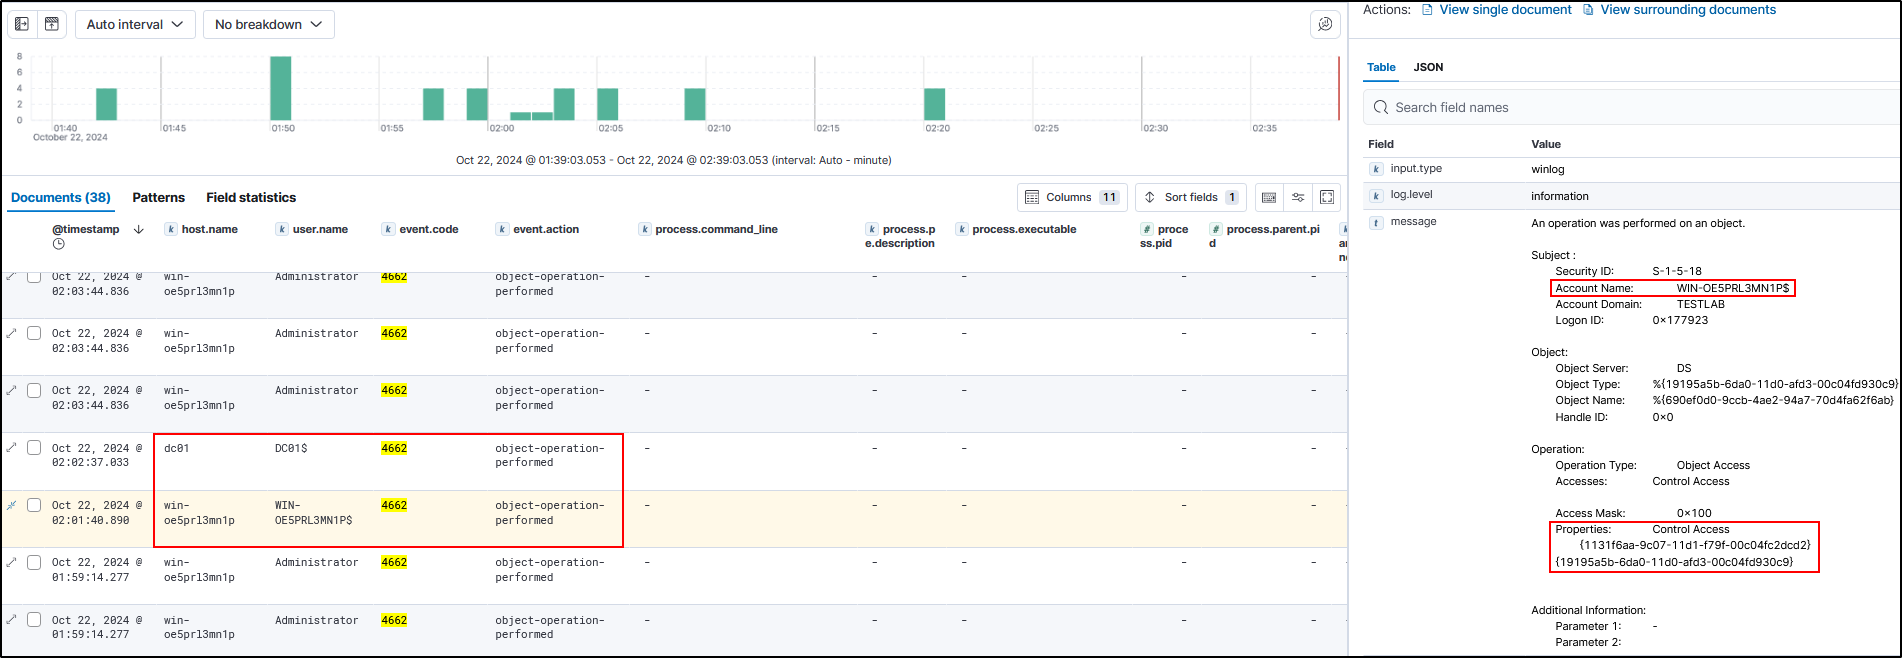 Auto interval
No breakdown
8
6
4
2
0
01:40
01:45
01:50
01:55
02:00
02:05
02:10
02:15
02:20
02:25
02:30
02:35
October 22, 2024
Oct 22, 2024 @ 01:39:03.053 - Oct 22, 2024 @ 02:39:03.053 (interval: Auto - minute)
Documents (38) Patterns Field statistics
Columns 11 Sort fields 1
@timestamp k host.name k user.name k event.code k event.action k process.command_line k process.p k process.executable # proce # process.parent.pi k
e.description ss.pid d
Oct 22, 2024 @ win- Administrator 4662 object-operation- - - - - -
02:03:44.836 oe5prl3mn1p performed
Oct 22, 2024 @ win- Administrator 4662 object-operation- - - - - -
02:03:44.836 oe5prl3mn1p performed
Oct 22, 2024 @ win- Administrator 4662 object-operation- - - - - -
02:03:44.836 oe5prl3mn1p performed
Oct 22, 2024 @ dc01 DC01$ 4662 object-operation- - - - - -
02:02:37.033 performed
Oct 22, 2024 @ win- WIN- 4662 object-operation- - - - - -
02:01:40.890 oe5prl3mn1p OE5PRL3MN1P$ performed
Oct 22, 2024 @ win- Administrator 4662 object-operation- - - - - -
01:59:14.277 oe5prl3mn1p performed
Oct 22, 2024 @ win- Administrator 4662 object-operation- - - - - -
01:59:14.277 oe5prl3mn1p performed
Actions: View single document View surrounding documents
Table JSON
Search field names
Field Value
k input.type winlog
k log.level information
t message An operation was performed on an object.
Subject :
Security ID: S-1-5-18
Account Name: WIN-OE5PRL3MN1P$
Account Domain: TESTLAB
Logon ID: 0x177923
Object:
Object Server: DS
Object Type: %{19195a5b-6da0-11d0-afd3-00c04fd930c9}
Object Name: %{690ef0d0-9ccb-4ae2-94a7-70d4fa62f6ab}
Handle ID: 0x0
Operation:
Operation Type: Object Access
Accesses: Control Access
Access Mask: 0x100
Properties: Control Access
{1131f6aa-9c07-11d1-f79f-00c04fc2dcd2}
{19195a5b-6da0-11d0-afd3-00c04fd930c9}
Additional Information:
Parameter 1: -
Parameter 2: